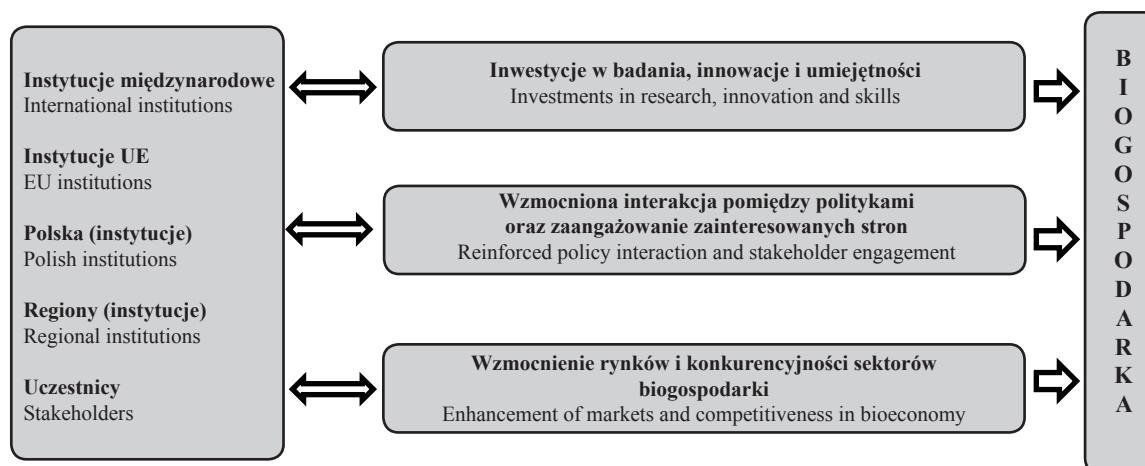 Instytucje międzynarodowe
International institutions
Instytucje UE
EU institutions
Polska (instytucje)
Polish institutions
Regiony (instytucje)
Regional institutions
Uczestnicy
Stakeholders
Inwestycje w badania, innowacje i umiejętności
Investments in research, innovation and skills
Wzmocniona interakcja pomiędzy politykami
oraz zaangażowanie zainteresowanych stron
Reinforced policy interaction and stakeholder engagement
Wzmocnienie rynków i konkurencyjności sektorów
biogospodarki
Enhancement of markets and competitiveness in bioeconomy
B
I
O
G
O
S
P
O
D
A
R
K
A